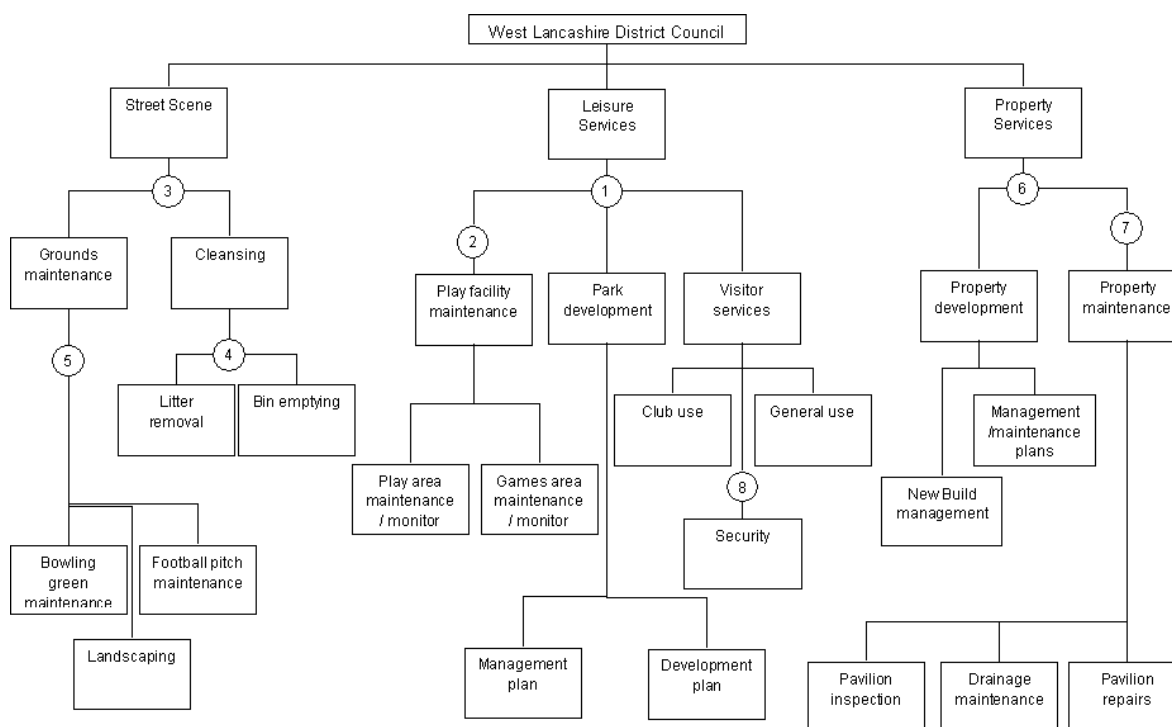 West Lancashire District Council
Street Scene
Leisure
Services
Property
Services
3
1
6
7
2
Grounds
maintenance
Cleansing
Play facility
maintenance
Park
development
Visitor
services
Property
development
Property
maintenance
5
4
Litter
removal
Bin emptying
Club use
General use
Management
/maintenance
plans
Play area
maintenance
/ monitor
Games area
maintenance
/ monitor
8
New Build
management
Security
Bowling
green
maintenance
Football pitch
maintenance
Landscaping
Management
plan
Development
plan
Pavilion
inspection
Drainage
maintenance
Pavilion
repairs